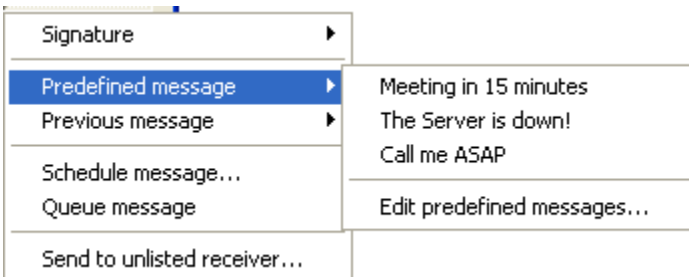 Signature
Predefined message
Previous message
Schedule message...
Queue message
Send to unlisted receiver...
Meeting in 15 minutes
The Server is down!
Call me ASAP
Edit predefined messages...